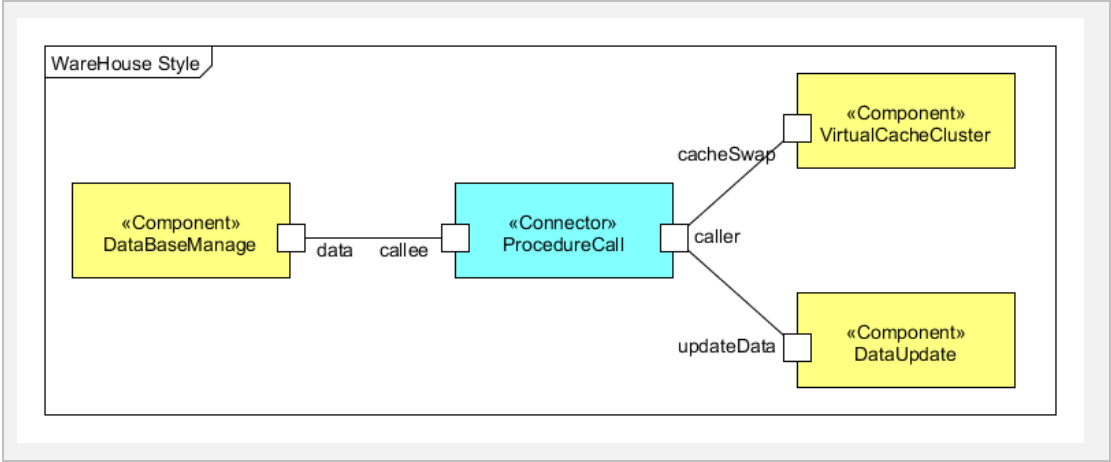 WareHouse Style
«Component»
VirtualCacheCluster
cacheSwap
«Component»
DataBaseManage
data
callee
«Connector»
ProcedureCall
caller
updateData
«Component»
DataUpdate